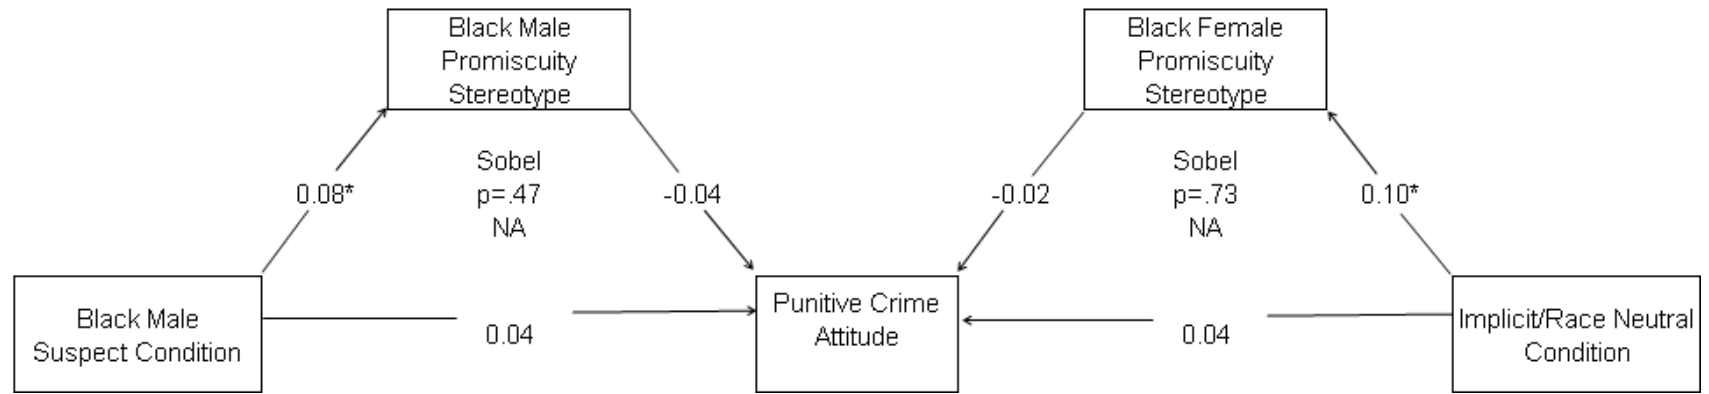 Black Male
Promiscuity
Stereotype
Black Female
Promiscuity
Stereotype
Sobel
p=.47
NA
0.08*
-0.04
Sobel
p=.73
NA
-0.02
0.10*
Black Male
Suspect Condition
0.04
Punitive Crime
Attitude
0.04
Implicit/Race Neutral
Condition